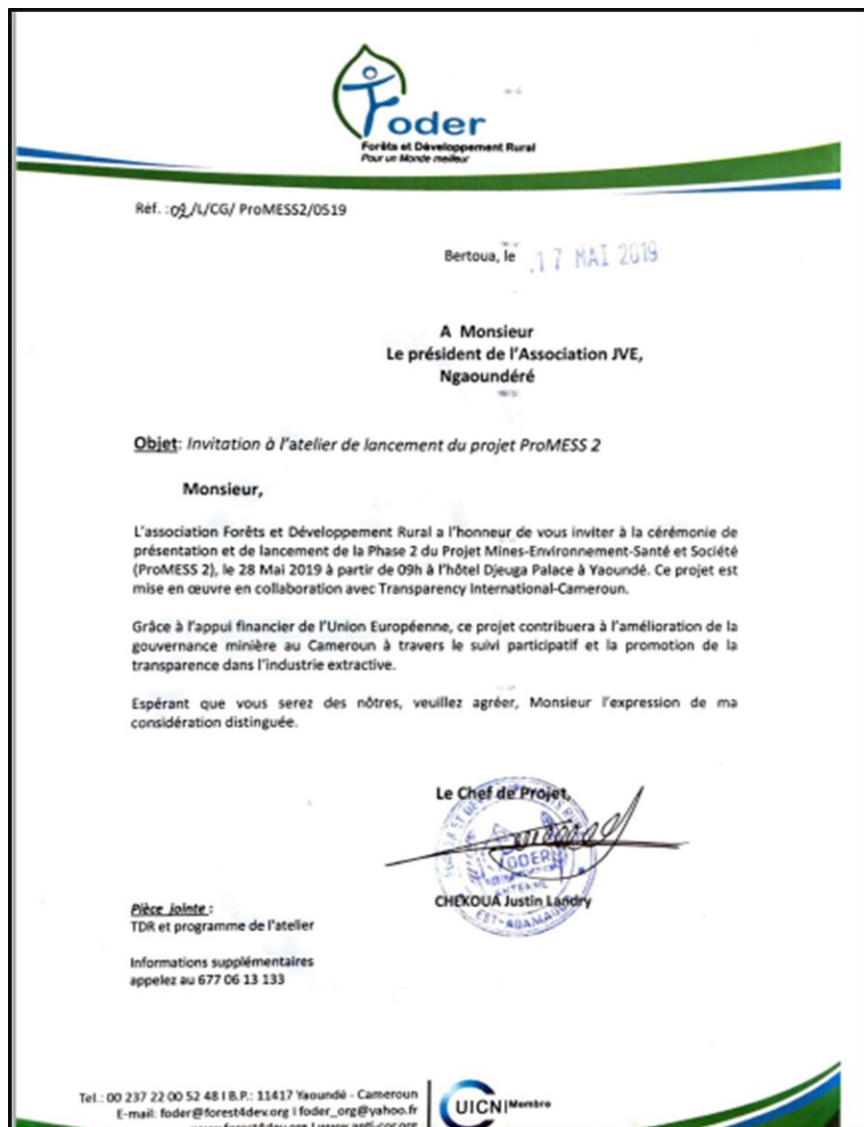 Foder
Forêts et Développement Rural
Pour un Monde meilleur
Réf. :09/L/CG/ ProMESS2/0519
Bertoua, le 17 MAI 2019
A Monsieur
Le président de l'Association JVE,
Ngaoundéré
Objet: Invitation à l'atelier de lancement du projet ProMESS 2
Monsieur,
L'association Forêts et Développement Rural a l'honneur de vous inviter à la cérémonie de
présentation et de lancement de la Phase 2 du Projet Mines-Environnement-Santé et Société
(ProMESS 2), le 28 Mai 2019 à partir de 09h à l'hôtel Djeuga Palace à Yaoundé. Ce projet est
mise en œuvre en collaboration avec Transparency International-Cameroun.
Grâce à l'appui financier de l'Union Européenne, ce projet contribuera à l'amélioration de la
gouvernance minière au Cameroun à travers le suivi participatif et la promotion de la
transparence dans l'industrie extractive.
Espérant que vous serez des nôtres, veuillez agréer, Monsieur l'expression de ma
considération distinguée.
Le Chef de Projet,
FODER
ANTENNE
EST-ADAMAOUA
CHEKOUA Justin Landry
Pièce jointe :
TDR et programme de l'atelier
Informations supplémentaires
appelez au 677 06 13 133
Tel.: 00 237 22 00 52 48 I B.P.: 11417 Yaoundé - Cameroun
E-mail: foder@forest4dev.org I foder_org@yahoo.fr
www.forest4dev.org I www.anti-cor.org
UICN Membre